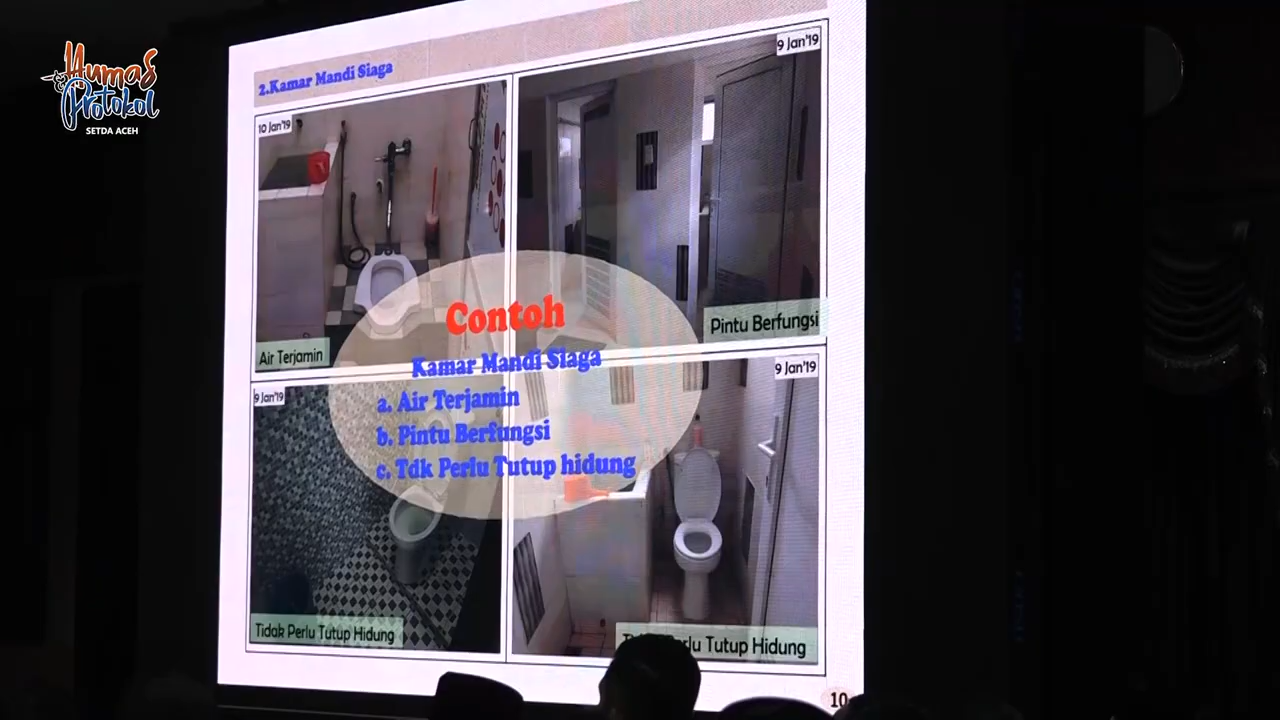 Humas
Protokol
SETDA ACEH
2.Kamar Mandi Siaga
10 Jan'19
9 Jan'19
Air Terjamin
Pintu Berfungsi
Contoh
Kamar Mandi Siaga
a. Air Terjamin
b. Pintu Berfungsi
c. Tdk Perlu Tutup hidung
9 Jan'19
9 Jan'19
Tidak Perlu Tutup Hidung
Perlu Tutup Hidung
10